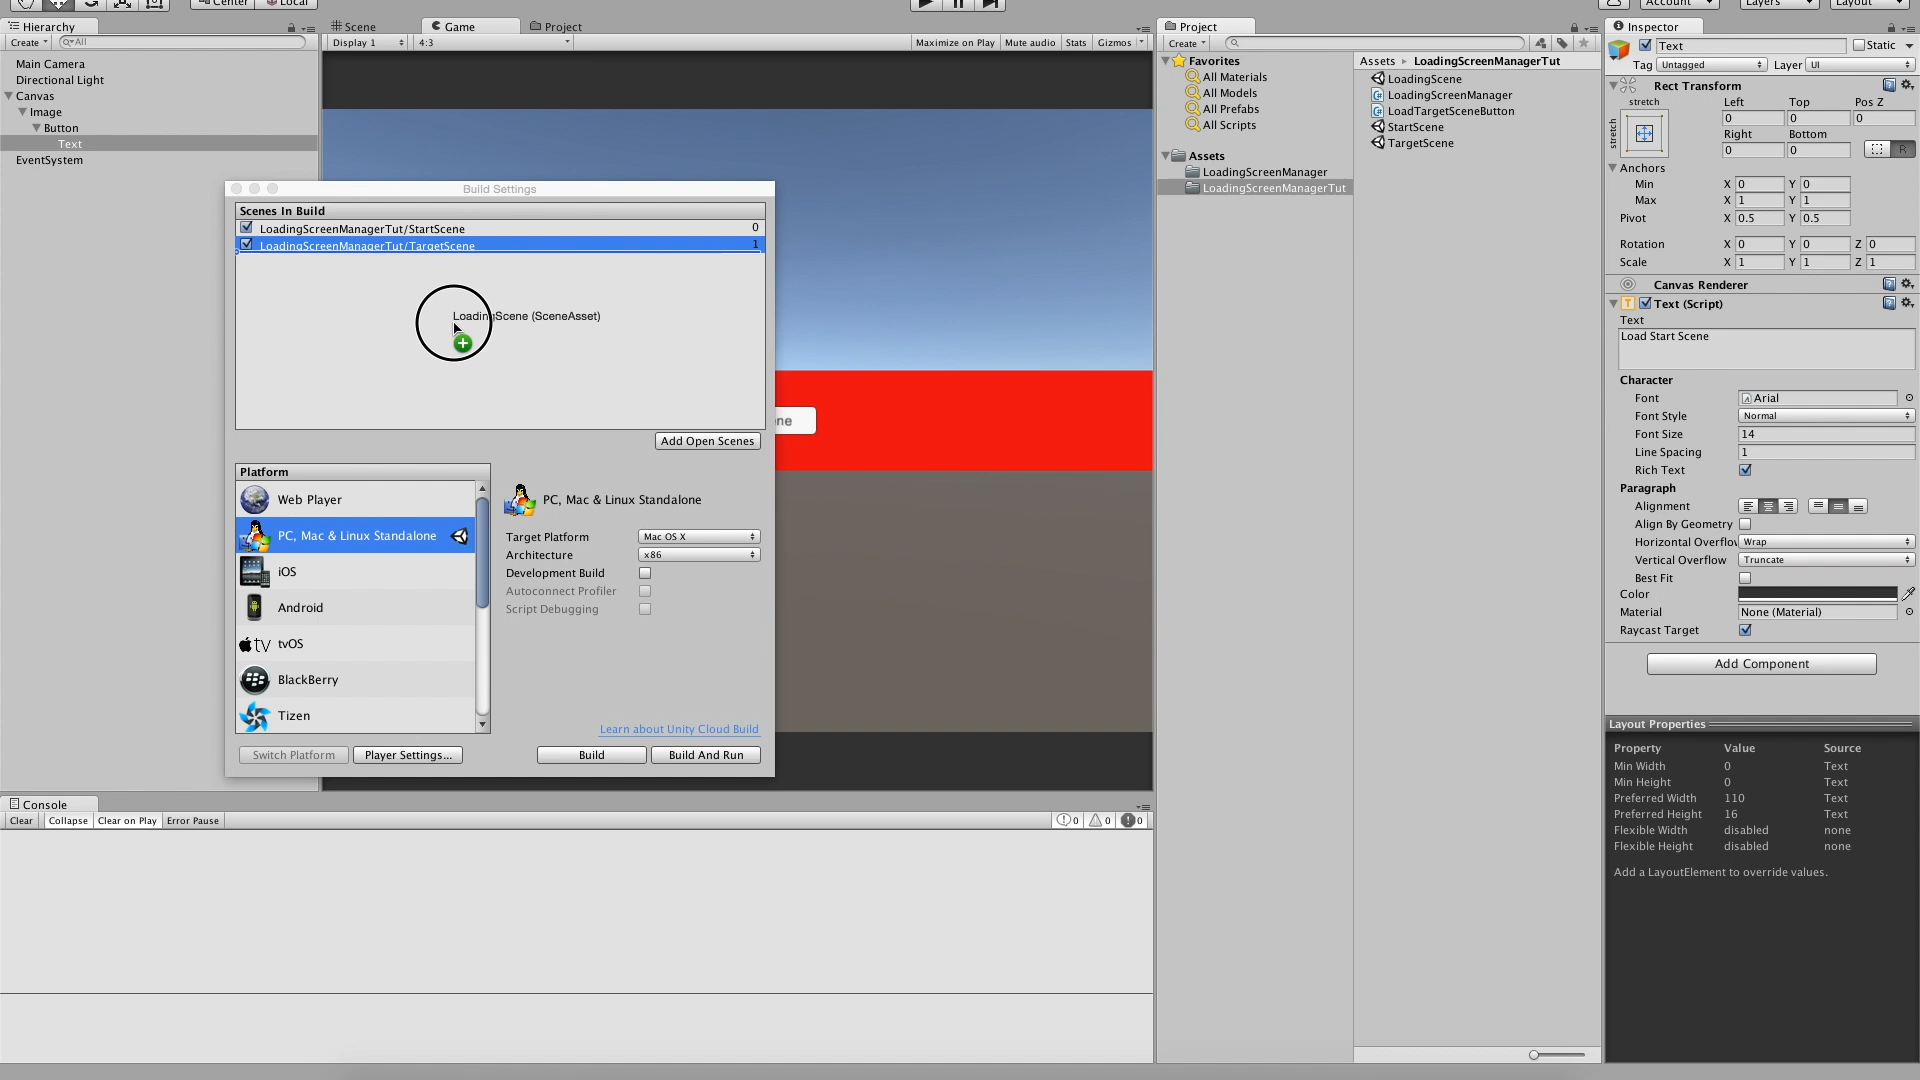 Center
Local
Account
Layers
Layout
Hierarchy
Create
All
Main Camera
Directional Light
Canvas
Image
Button
Text
EventSystem
Scene
Game
Project
Display 1
4:3
Maximize on Play
Mute audio
Stats
Gizmos
ne
Build Settings
Scenes In Build
LoadingScreenManagerTut/StartScene 0
LoadingScreenManagerTut/TargetScene 1
LoadingScene (SceneAsset)
Add Open Scenes
Platform
Web Player
PC, Mac & Linux Standalone
iOS
Android
tv tvOS
BlackBerry
Tizen
PC, Mac & Linux Standalone
Target Platform Mac OS X
Architecture x86
Development Build
Autoconnect Profiler
Script Debugging
Learn about Unity Cloud Build
Switch Platform
Player Settings...
Build
Build And Run
Console
Clear
Collapse
Clear on Play
Error Pause
0
0
0
Project
Create
Favorites
All Materials
All Models
All Prefabs
All Scripts
Assets
LoadingScreenManager
LoadingScreenManagerTut
Assets LoadingScreenManagerTut
LoadingScene
LoadingScreenManager
LoadTargetSceneButton
StartScene
TargetScene
Inspector
Text
Static
Tag Untagged
Layer UI
Rect Transform
stretch
stretch
Left Top Pos Z
0 0 0
Right Bottom
0 0
R
Anchors
Min X 0 Y 0
Max X 1 Y 1
Pivot X 0.5 Y 0.5
Rotation X 0 Y 0 Z 0
Scale X 1 Y 1 Z 1
Canvas Renderer
Text (Script)
Text
Load Start Scene
Character
Font Arial
Font Style Normal
Font Size 14
Line Spacing 1
Rich Text
Paragraph
Alignment
Align By Geometry
Horizontal Overflow Wrap
Vertical Overflow Truncate
Best Fit
Color
Material None (Material)
Raycast Target
Add Component
Layout Properties
Property Value Source
Min Width 0 Text
Min Height 0 Text
Preferred Width 110 Text
Preferred Height 16 Text
Flexible Width disabled none
Flexible Height disabled none
Add a LayoutElement to override values.